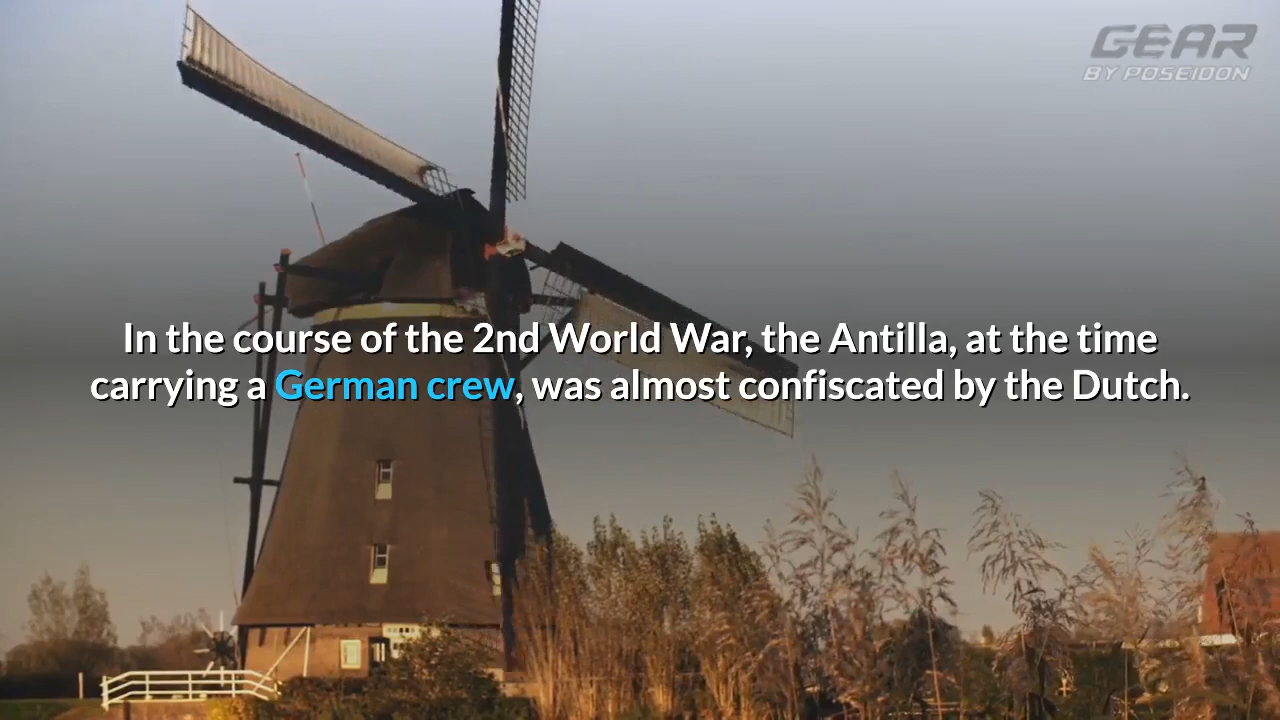 GEAR
BY POSEIDON
In the course of the 2nd World War, the Antilla, at the time
carrying a German crew, was almost confiscated by the Dutch.